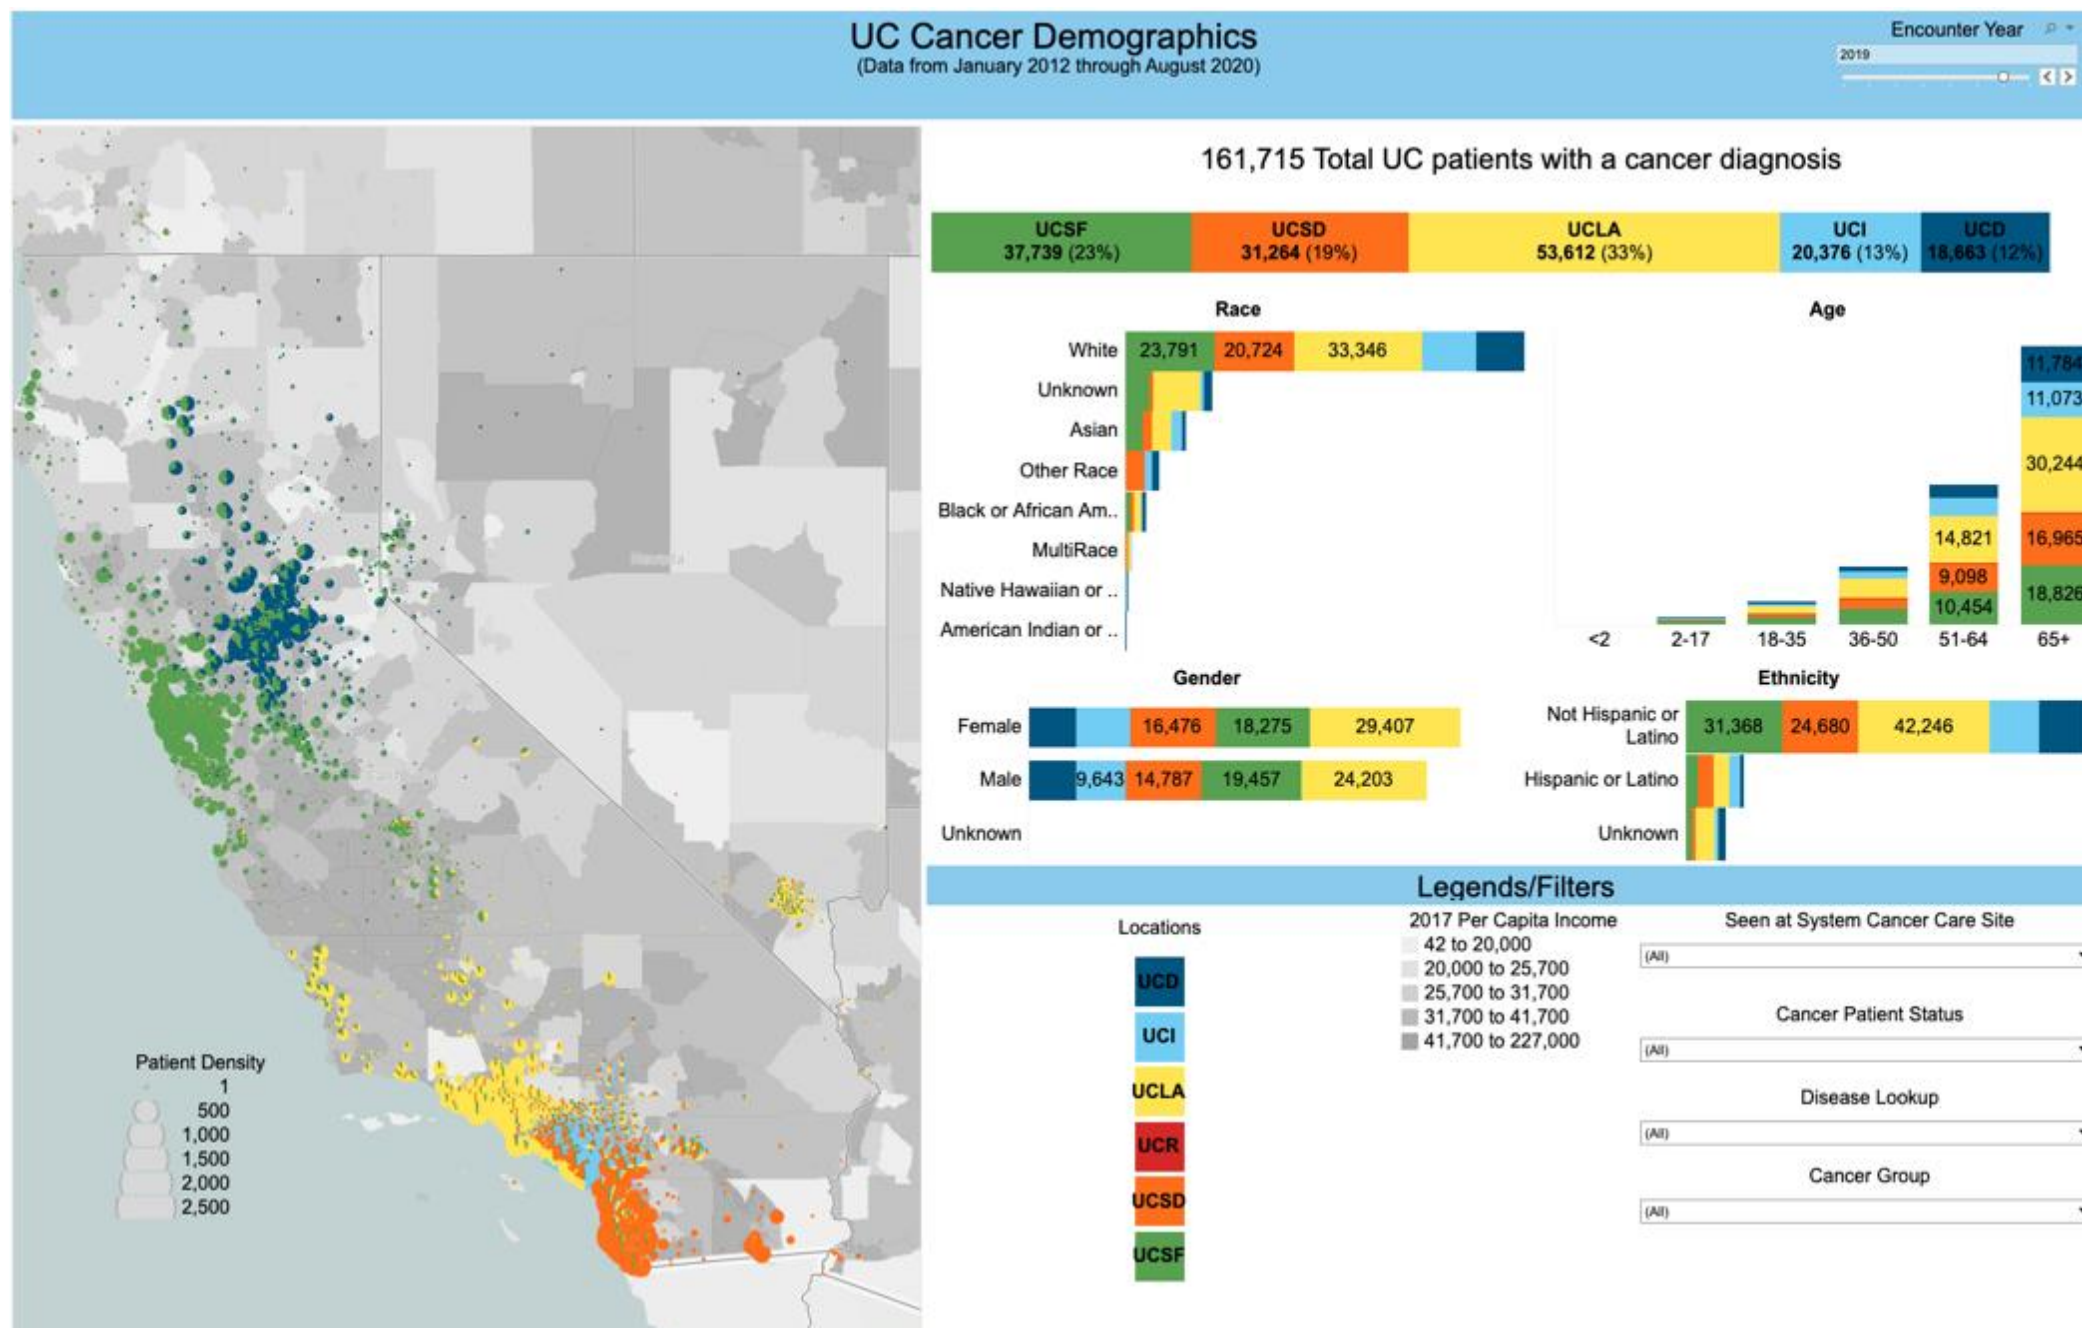 UC Cancer Demographics
(Data from January 2012 through August 2020)
Encounter Year
2019
161,715 Total UC patients with a cancer diagnosis
UCSF
37,739 (23%)
UCSD
31,264 (19%)
UCLA
53,612 (33%)
UCI
20,376 (13%)
UCD
18,663 (12%)
Race
White 23,791 20,724 33,346
Unknown
Asian
Other Race
Black or African Am..
MultiRace
Native Hawaiian or ..
American Indian or ..
Age
11,784
11,073
30,244
16,965
18,826
14,821
9,098
10,454
<2 2-17 18-35 36-50 51-64 65+
Gender
Female 16,476 18,275 29,407
Male 9,643 14,787 19,457 24,203
Unknown
Ethnicity
Not Hispanic or
Latino
31,368 24,680 42,246
Hispanic or Latino
Unknown
Patient Density
1
500
1,000
1,500
2,000
2,500
Legends/Filters
Locations
UCD
UCI
UCLA
UCR
UCSD
UCSF
2017 Per Capita Income
42 to 20,000
20,000 to 25,700
25,700 to 31,700
31,700 to 41,700
41,700 to 227,000
Seen at System Cancer Care Site
(All)
Cancer Patient Status
(All)
Disease Lookup
(All)
Cancer Group
(All)